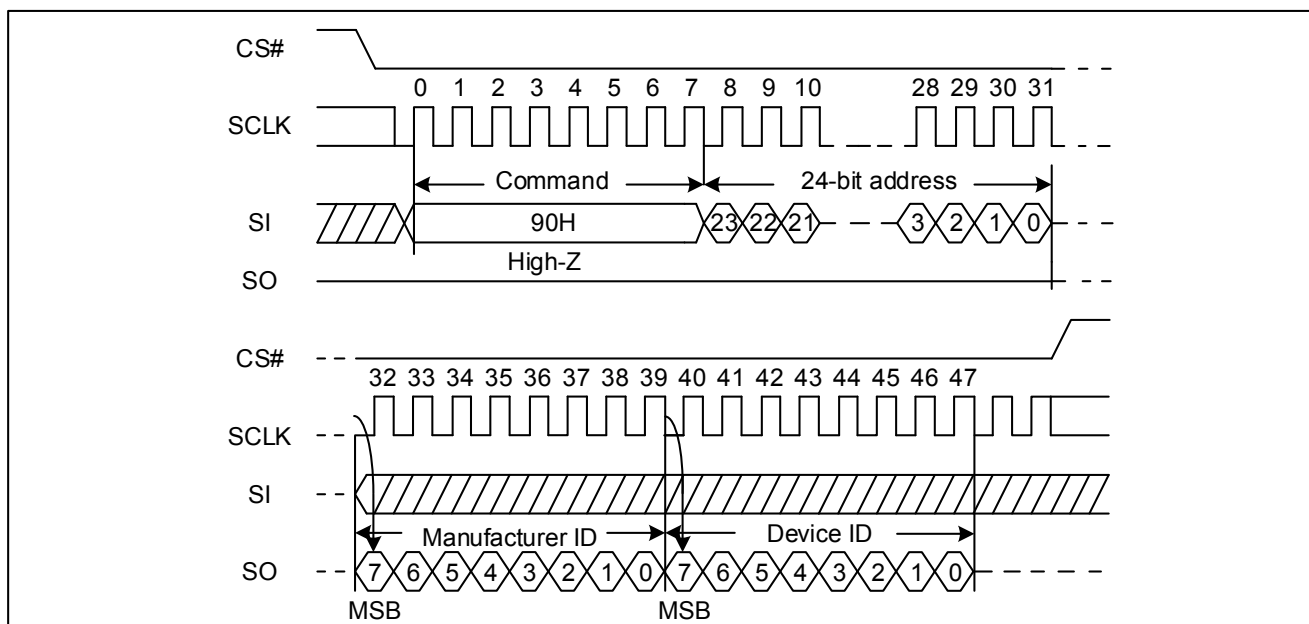 CS#
0 1 2 3 4 5 6 7 8 9 10 28 29 30 31
SCLK
Command 24-bit address
SI 90H 23 22 21 3 2 1 0
High-Z
SO
CS#
32 33 34 35 36 37 38 39 40 41 42 43 44 45 46 47
SCLK
SI
Manufacturer ID Device ID
SO 7 6 5 4 3 2 1 0 7 6 5 4 3 2 1 0
MSB MSB